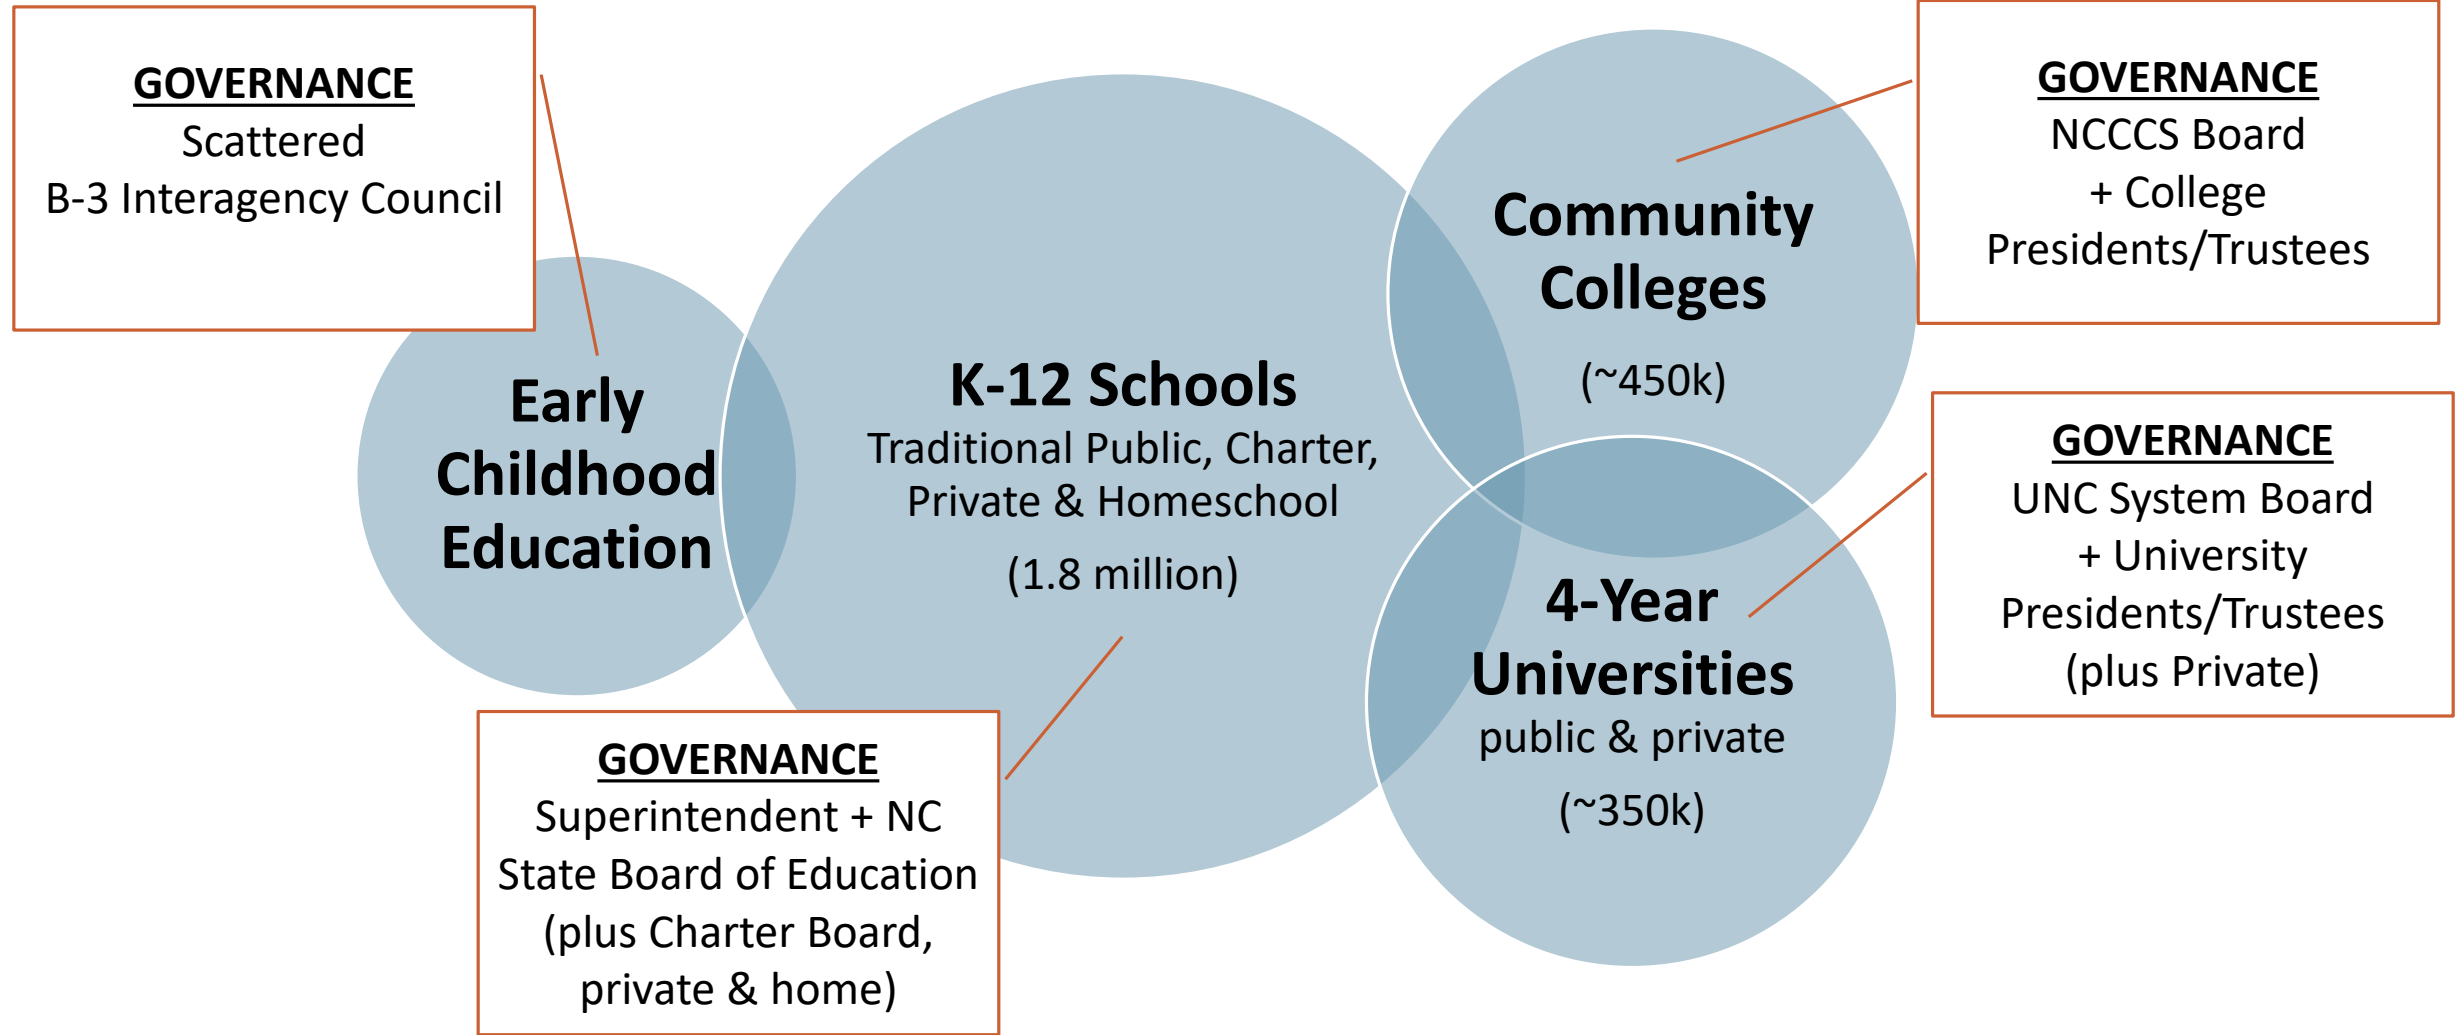 GOVERNANCE
Scattered
B-3 Interagency Council
Early
Childhood
Education
K-12 Schools
Traditional Public, Charter,
Private & Homeschool
(1.8 million)
GOVERNANCE
Superintendent + NC
State Board of Education
(plus Charter Board,
private & home)
Community
Colleges
(~450k)
GOVERNANCE
NCCCS Board
+ College
Presidents/Trustees
4-Year
Universities
public & private
(~350k)
GOVERNANCE
UNC System Board
+ University
Presidents/Trustees
(plus Private)